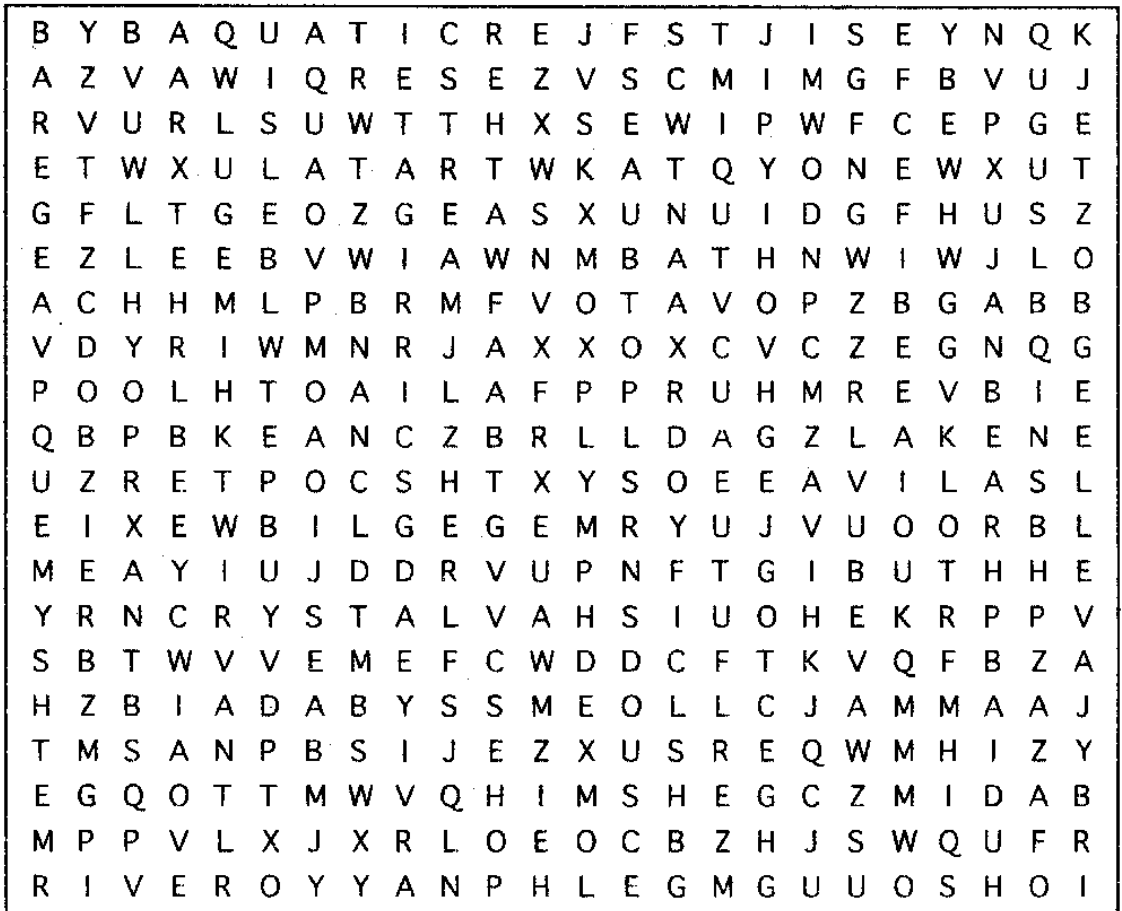 B Y B A Q U A T I C R E J F S T J I S E Y N Q K
A Z V A W I Q R E S E Z V S C M I M G F B V U J
R V U R L S U W T T H X S E W I P W F C E P G E
E T W X U L A T A R T W K A T Q Y O N E W X U T
G F L T G E O Z G E A S X U N U I D G F H U S Z
E Z L E E B V W I A W N M B A T H N W I W J L O
A C H H M L P B R M F V O T A V O P Z B G A B B
V D Y R I W M N R J A X X O X C V C Z E G N Q G
P O O L H T O A I L A F P P R U H M R E V B I E
Q B P B K E A N C Z B R L L D A G Z L A K E N E
U Z R E T P O C S H T X Y S O E E A V I L A S L
E I X E W B I L G E G E M R Y U J V U O O R B L
M E A Y I U J D D R V U P N F T G I B U T H H E
Y R N C R Y S T A L V A H S I U O H E K R P P V
S B T W V V E M E F C W D D C F T K V Q F B Z A
H Z B I A D A B Y S S M E O L L C J A M M A A J
T M S A N P B S I J E Z X U S R E Q W M H I Z Y
E G Q O T T M W V Q H I M S H E G C Z M I D A B
M P P V L X J X R L O E O C B Z H J S W Q U F R
R I V E R O Y Y A N P H L E G M G U U O S H O I